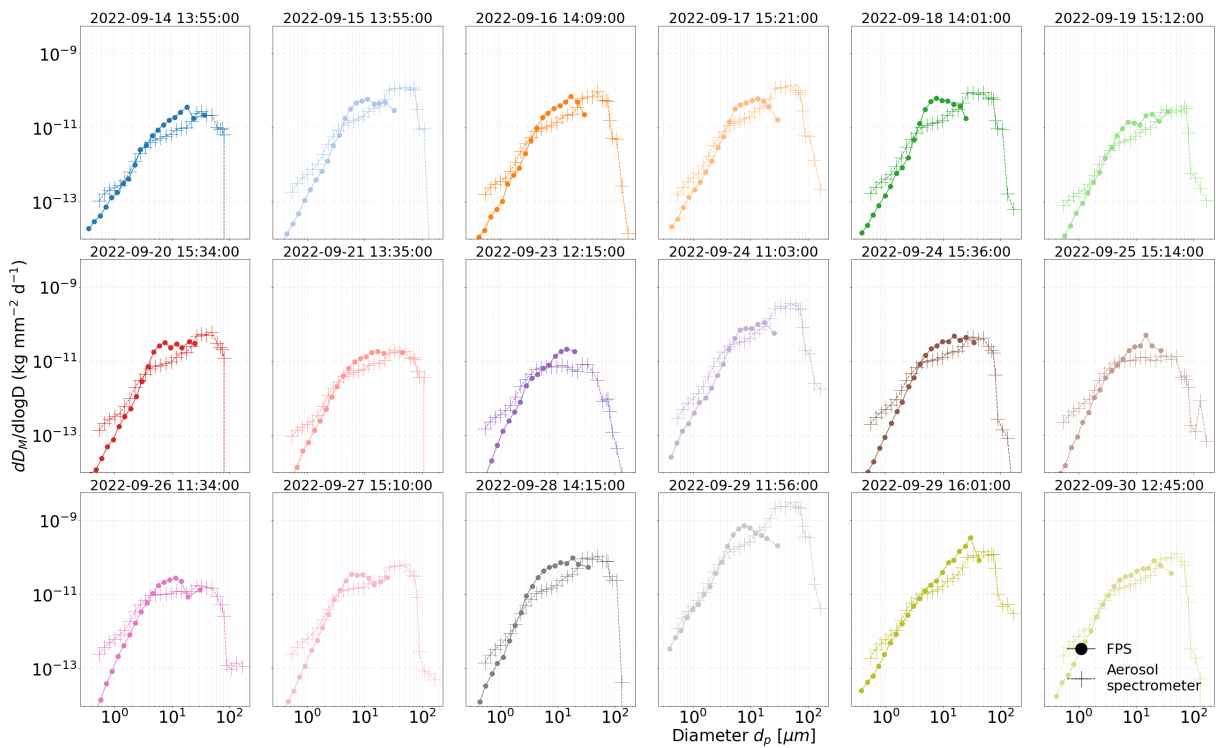 2022-09-14 13:55:00
2022-09-15 13:55:00
2022-09-16 14:09:00
2022-09-17 15:21:00
2022-09-18 14:01:00
2022-09-19 15:12:00
10⁻⁹
10⁻¹¹
10⁻¹³
2022-09-20 15:34:00
2022-09-21 13:35:00
2022-09-23 12:15:00
2022-09-24 11:03:00
2022-09-24 15:36:00
2022-09-25 15:14:00
dD_M/dlogD (kg mm⁻² d⁻¹)
10⁻⁹
10⁻¹¹
10⁻¹³
2022-09-26 11:34:00
2022-09-27 15:10:00
2022-09-28 14:15:00
2022-09-29 11:56:00
2022-09-29 16:01:00
2022-09-30 12:45:00
10⁻⁹
10⁻¹¹
10⁻¹³
FPS
Aerosol
spectrometer
10⁰ 10¹ 10²
10⁰ 10¹ 10²
10⁰ 10¹ 10²
10⁰ 10¹ 10²
10⁰ 10¹ 10²
10⁰ 10¹ 10²
Diameter d_p [μm]